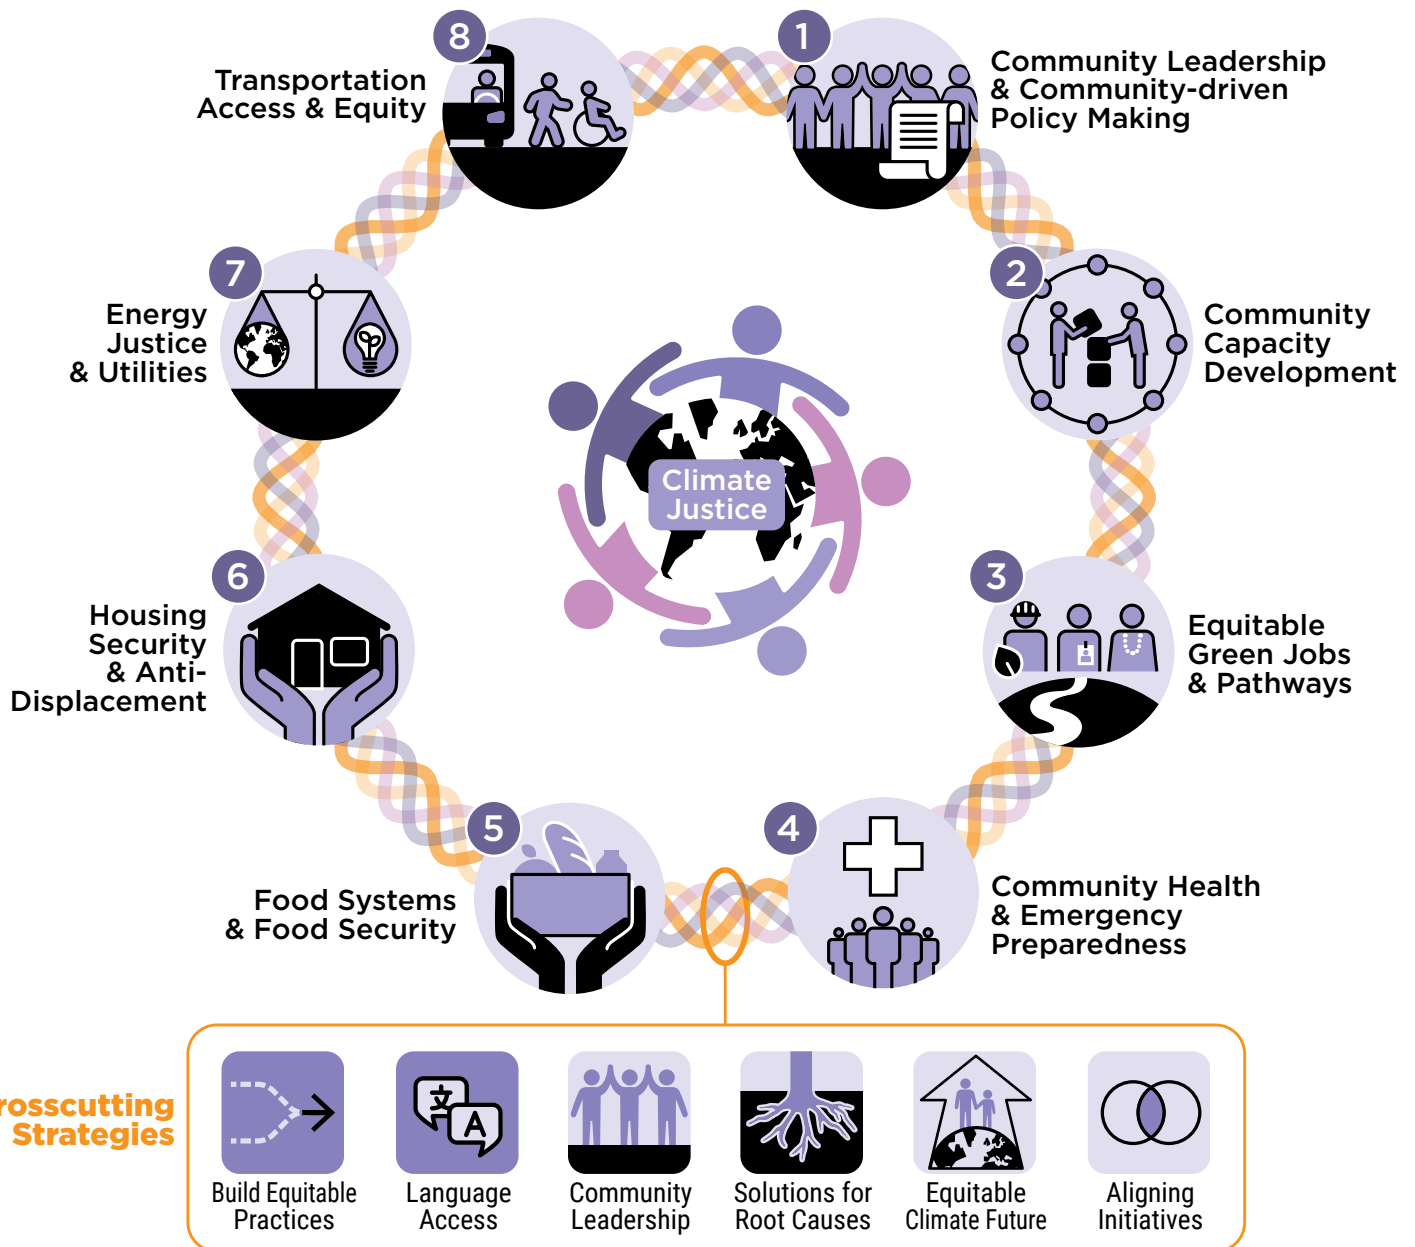 1
Community Leadership
& Community-driven
Policy Making
2
Community
Capacity
Development
3
Equitable
Green Jobs
& Pathways
4
Community Health
& Emergency
Preparedness
5
Food Systems
& Food Security
6
Housing
Security
& Anti-
Displacement
7
Energy
Justice
& Utilities
8
Transportation
Access & Equity
Climate
Justice
rosscutting
Strategies
Build Equitable
Practices
文
A
Language
Access
Community
Leadership
Solutions for
Root Causes
Equitable
Climate Future
Aligning
Initiatives